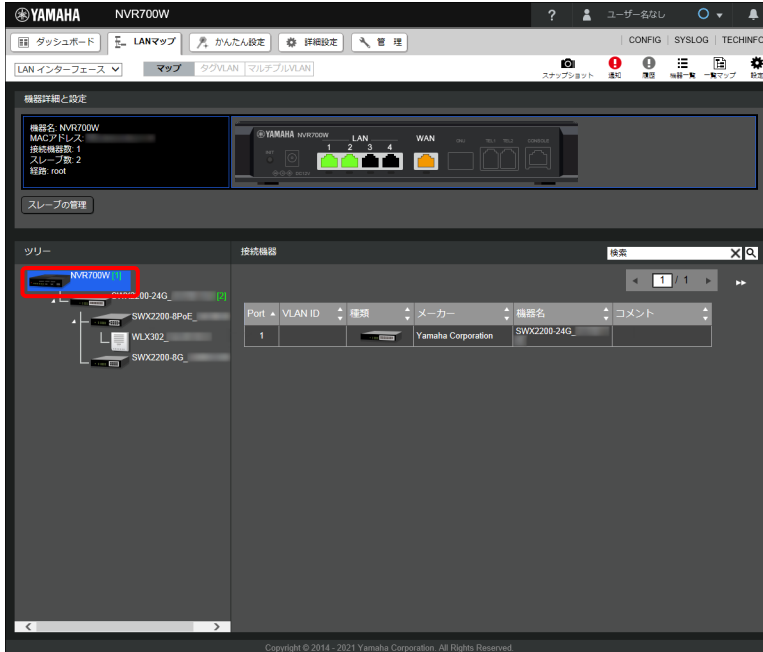 YAMAHA NVR700W ? ユーザー名なし
ダッシュボード LANマップ かんたん設定 詳細設定 管 理 CONFIG SYSLOG TECHINFO
LAN インターフェース マップ タグVLAN マルチプルVLAN スナップショット 通知 履歴 機器一覧 一覧マップ 設定
機器詳細と設定
機器名: NVR700W
MACアドレス:
接続機器数: 1
スレーブ数: 2
経路: root
YAMAHA NVR700W LAN WAN ONU TEL1 TEL2 CONSOLE
1 2 3 4
DC12V
スレーブの管理
ツリー 接続機器 検索
NVR700W [1]
SWX2200-24G_ [2]
SWX2200-8PoE_
WLX302_
SWX2200-8G_
1 / 1
Port VLAN ID 種類 メーカー 機器名 コメント
1 Yamaha Corporation SWX2200-24G_
Copyright © 2014 - 2021 Yamaha Corporation. All Rights Reserved.